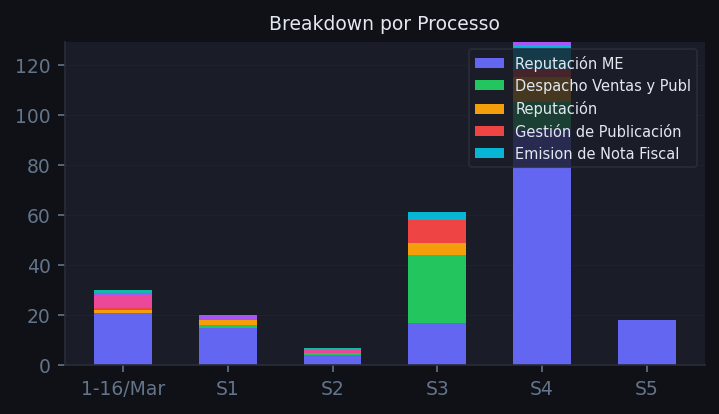 Breakdown por Processo
120
100
80
60
40
20
0
Reputación ME
Despacho Ventas y Publ
Reputación
Gestión de Publicación
Emision de Nota Fiscal
1-16/Mar S1 S2 S3 S4 S5